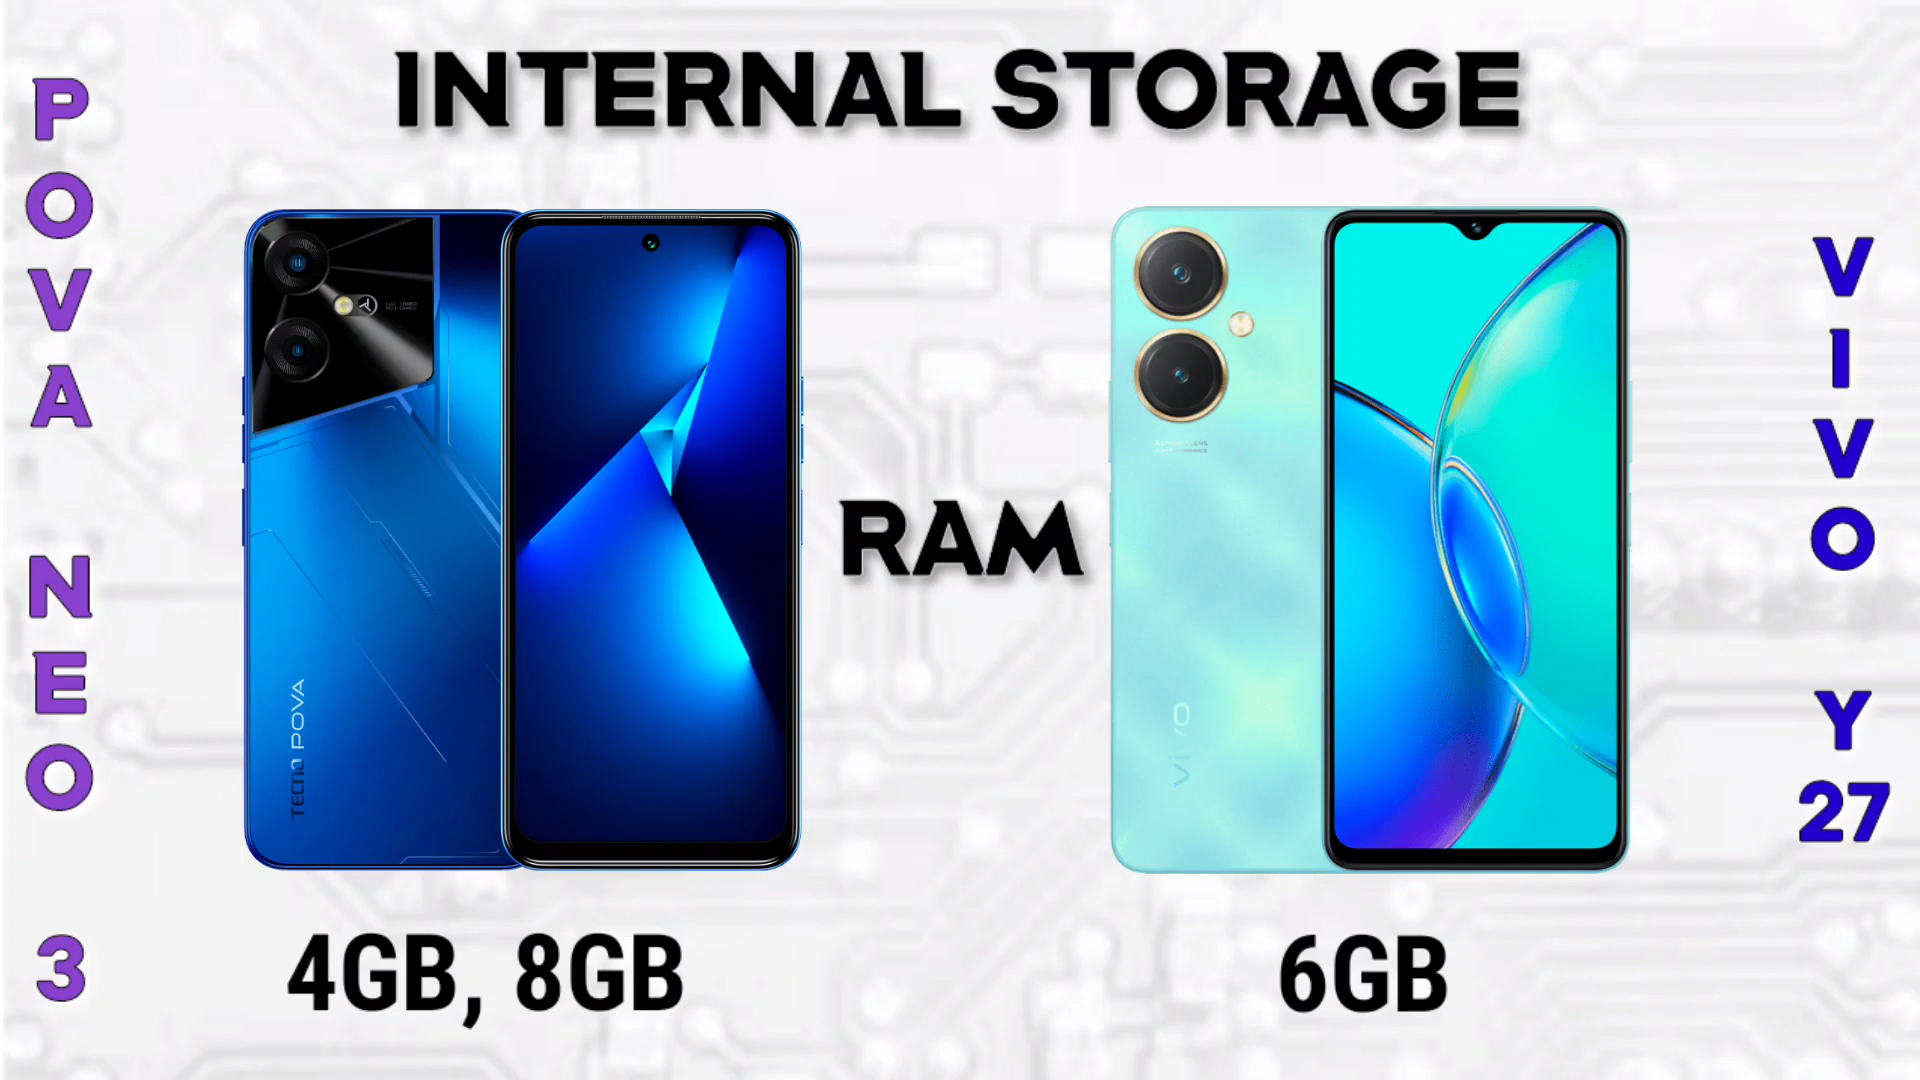 INTERNAL STORAGE
POVA NEO 3
TECNO POVA
RAM
vivo
VIVO Y27
4GB, 8GB
6GB